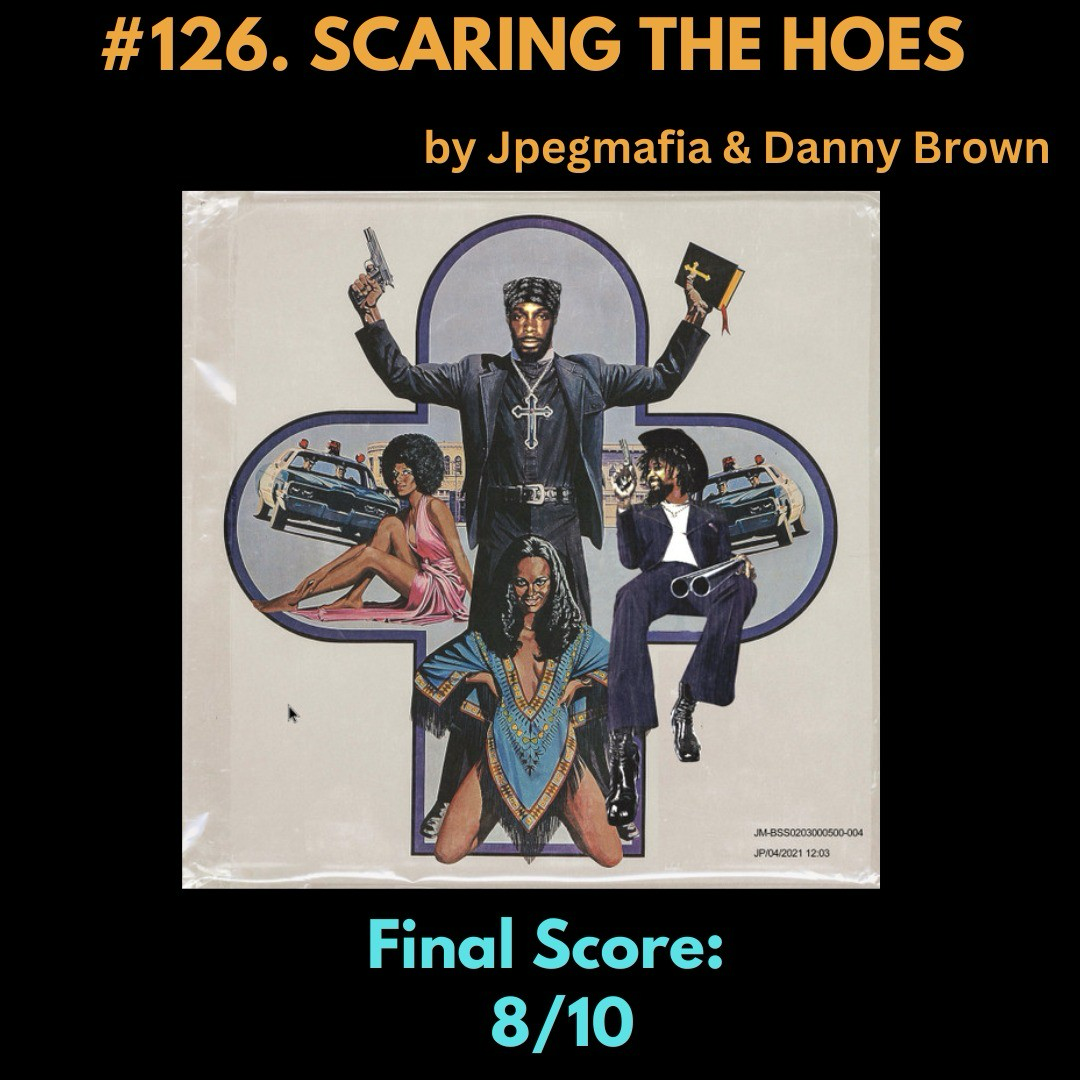 #126. SCARING THE HOES
by Jpegmafia & Danny Brown
JM-BSS0203000500-004
JP/04/2021 12:03
Final Score:
8/10